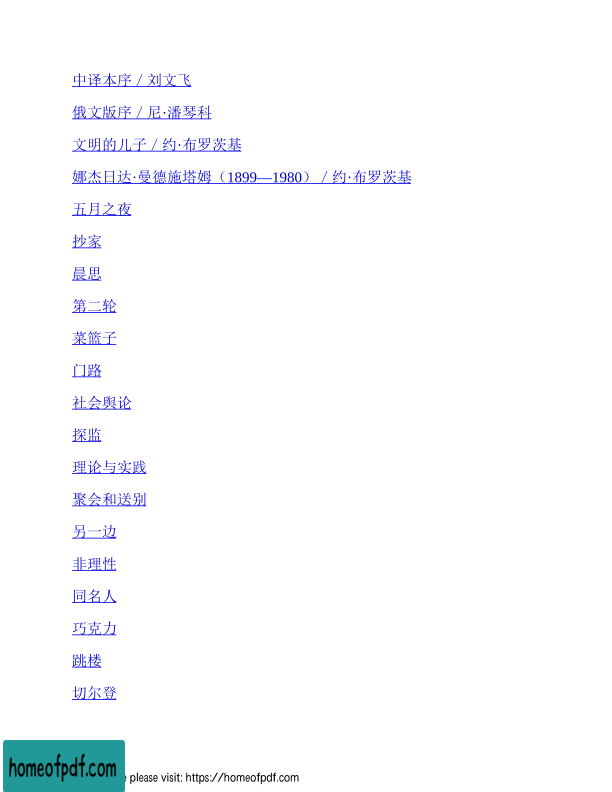 中译本序／刘文飞
俄文版序／尼·潘琴科
文明的儿子／约·布罗茨基
娜杰日达·曼德施塔姆（1899—1980）／约·布罗茨基
五月之夜
抄家
晨思
第二轮
菜篮子
门路
社会舆论
探监
理论与实践
聚会和送别
另一边
非理性
同名人
巧克力
跳楼
切尔登
homeofpdf.com
e please visit: https://homeofpdf.com